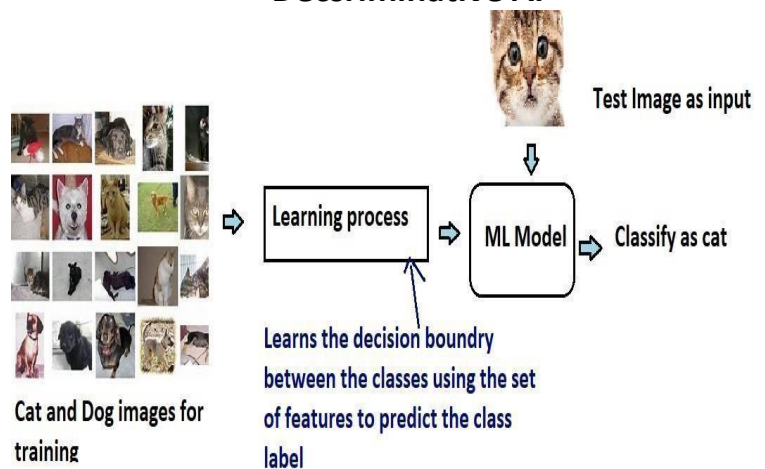 Test Image as input
Learning process
ML Model
Classify as cat
Learns the decision boundry
between the classes using the set
of features to predict the class
label
Cat and Dog images for
training